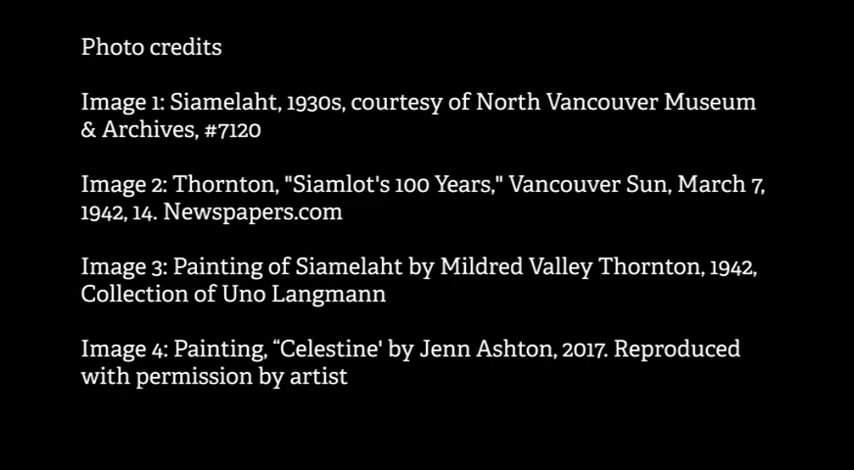 Photo credits
Image 1: Siamelaht, 1930s, courtesy of North Vancouver Museum
& Archives, #7120
Image 2: Thornton, "Siamlot's 100 Years," Vancouver Sun, March 7,
1942, 14. Newspapers.com
Image 3: Painting of Siamelaht by Mildred Valley Thornton, 1942,
Collection of Uno Langmann
Image 4: Painting, “Celestine' by Jenn Ashton, 2017. Reproduced
with permission by artist